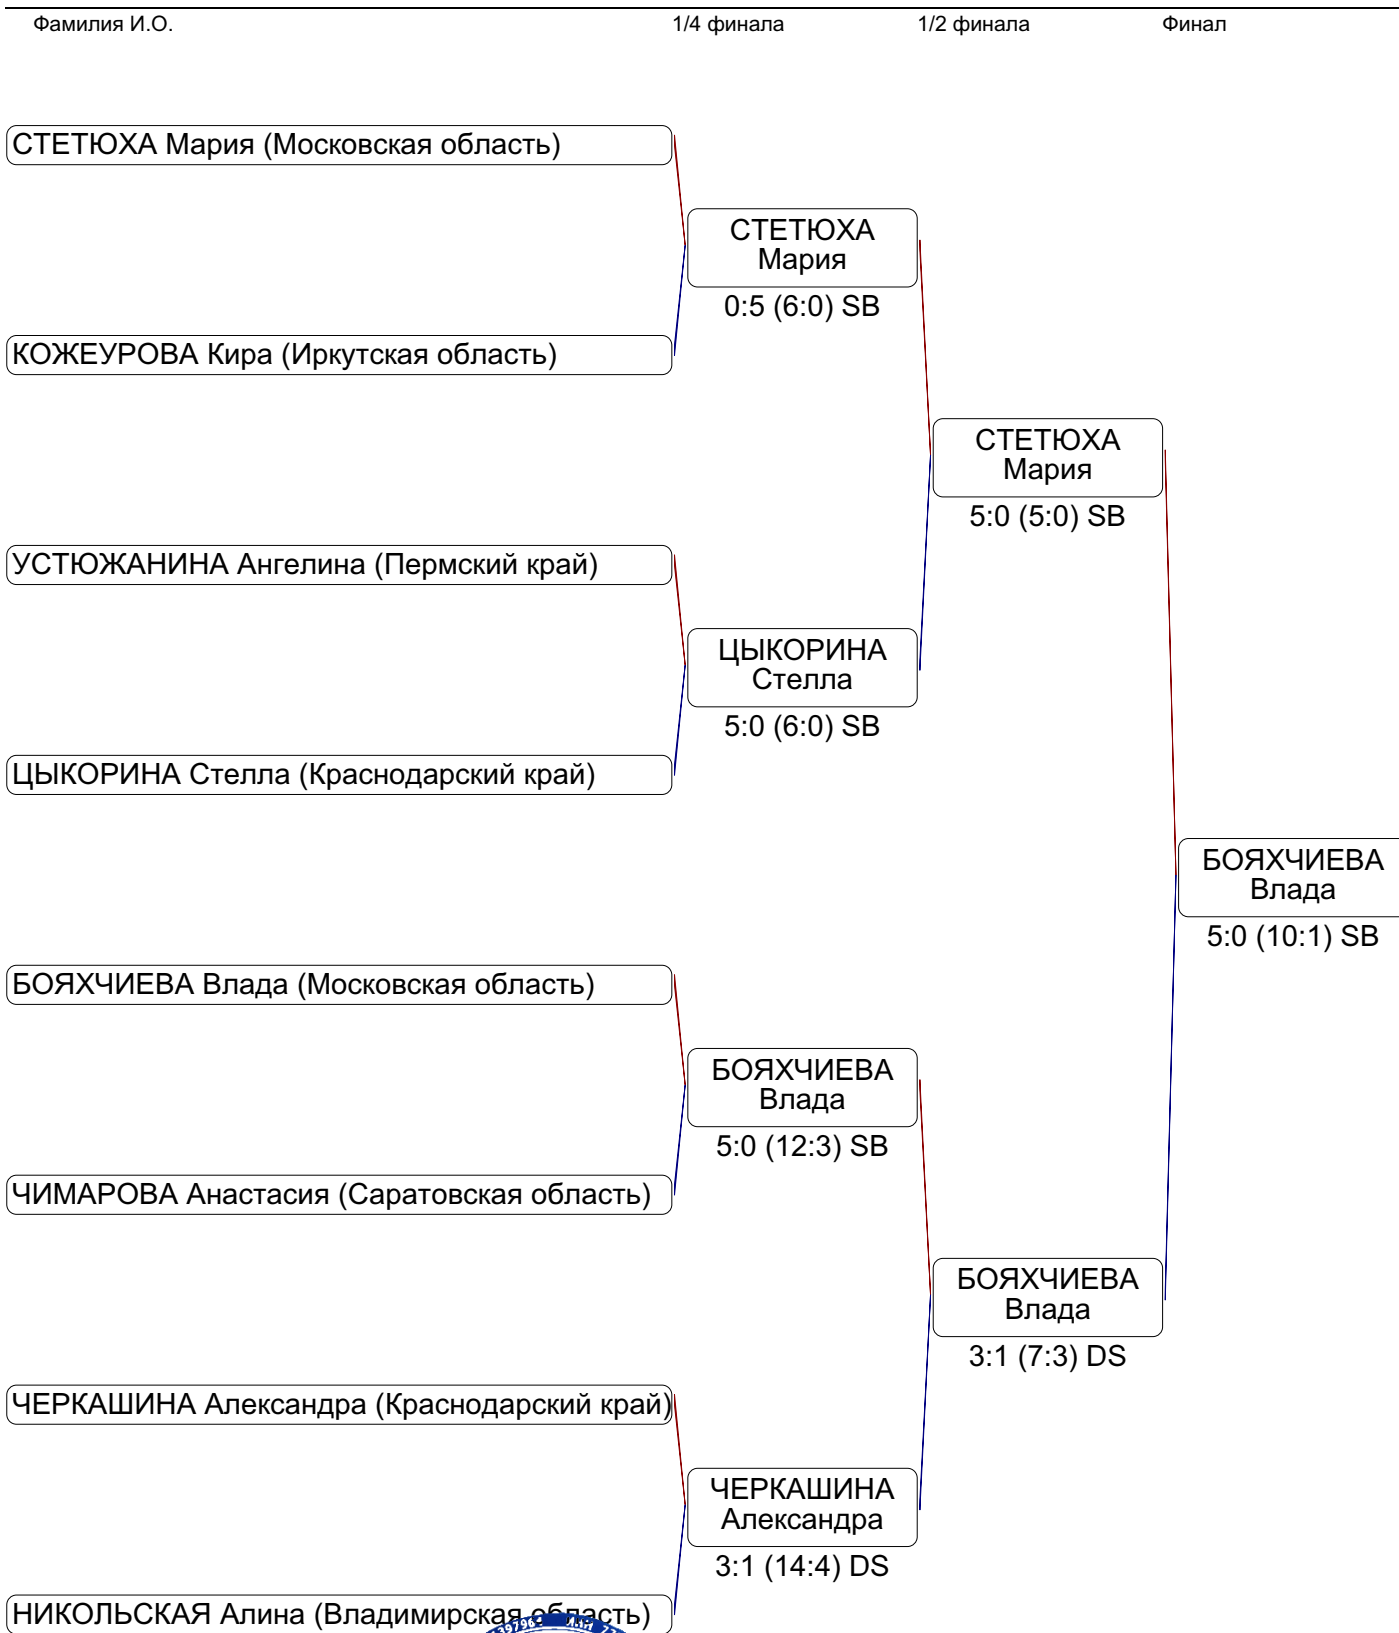 Фамилия И.О.
1/4 финала
1/2 финала
Финал
СТЕТЮХА Мария (Московская область)
СТЕТЮХА
Мария
0:5 (6:0) SB
КОЖЕУРОВА Кира (Иркутская область)
СТЕТЮХА
Мария
5:0 (5:0) SB
УСТЮЖАНИНА Ангелина (Пермский край)
ЦЫКОРИНА
Стелла
5:0 (6:0) SB
ЦЫКОРИНА Стелла (Краснодарский край)
БОЯХЧИЕВА
Влада
5:0 (10:1) SB
БОЯХЧИЕВА Влада (Московская область)
БОЯХЧИЕВА
Влада
5:0 (12:3) SB
ЧИМАРОВА Анастасия (Саратовская область)
БОЯХЧИЕВА
Влада
3:1 (7:3) DS
ЧЕРКАШИНА Александра (Краснодарский край)
ЧЕРКАШИНА
Александра
3:1 (14:4) DS
НИКОЛЬСКАЯ Алина (Владимирская область)